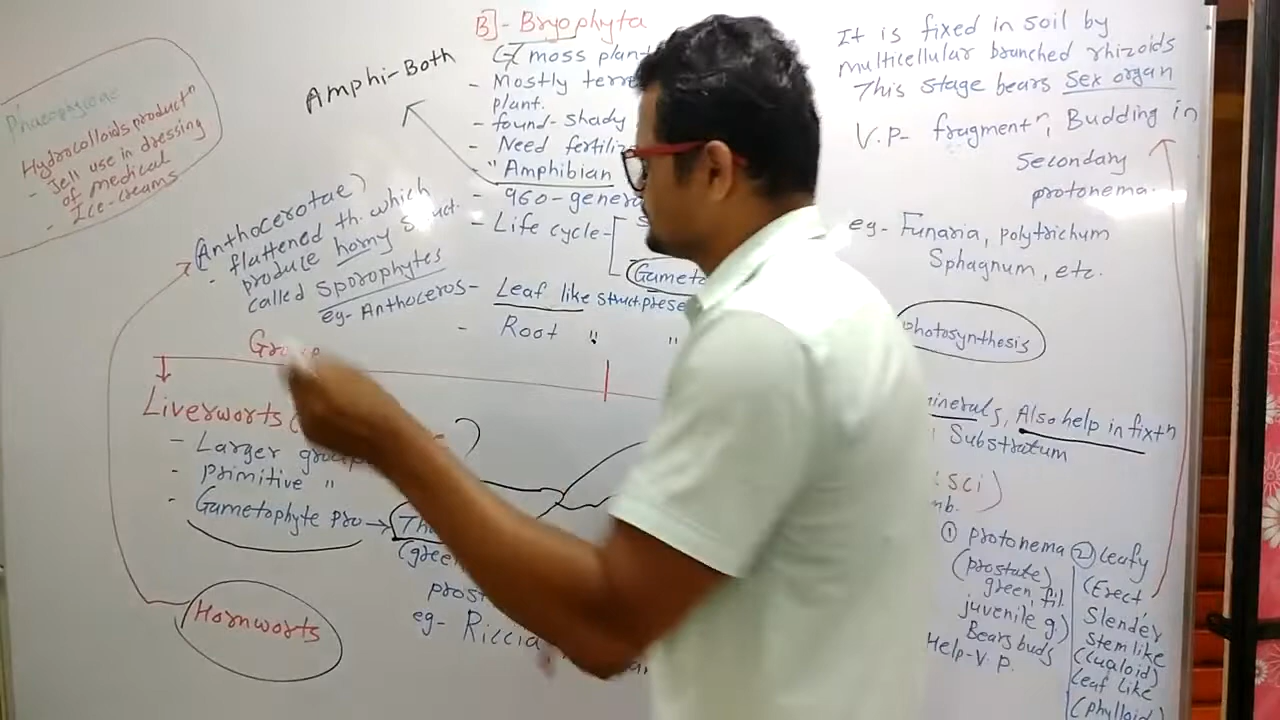 B]- Bryophyta
moss plant
- Mostly terre
plant.
- found- shady
- Need fertiliz
"Amphibian
- 960-genera
- Life cycle-
Gameto
Leaf like struct. prese
- Root " "
Amphi-Both
Phaeophyceae
Hydrocolloids productⁿ
- Jell use in dressing
of medical
- Ice-creams
(Anthocerotae)
- flattened th. which
produce horny struct.
called Sporophytes
eg- Anthoceros-
Group
Liverworts (
- Larger group
- primitive "
- Gametophyte pro → Th
(green
prost
eg- Riccia,
Hornworts
It is fixed in soil by
multicellular branched rhizoids
This stage bears Sex organ
V.P- fragmentⁿ, Budding in
Secondary
protonema.
eg- Funaria, polytrichum
Sphagnum, etc.
photosynthesis
minerals, Also help in fixtn
Substratum
sci)
mb.
① protonema
(prostate)
green fil.
juvenile g.)
Bears buds
Help-V.P.
② Leafy
(Erect
Slender
Stem like
(Cualoid)
Leaf like
(phylloid)